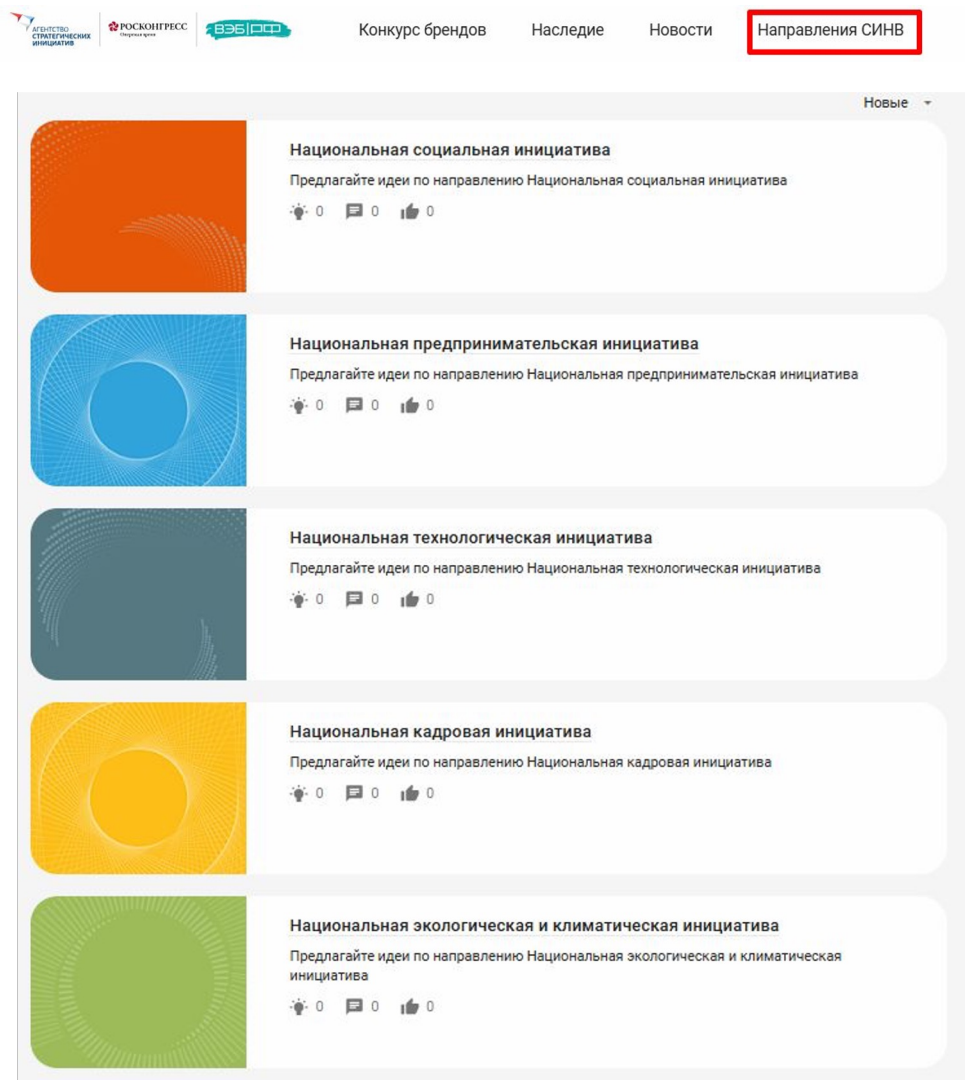 АГЕНТСТВО
СТРАТЕГИЧЕСКИХ
ИНИЦИАТИВ
РОСКОНГРЕСС
ВЭБ|РФ
Конкурс брендов Наследие Новости Направления СИНВ
Новые
Национальная социальная инициатива
Предлагайте идеи по направлению Национальная социальная инициатива
0 0 0
Национальная предпринимательская инициатива
Предлагайте идеи по направлению Национальная предпринимательская инициатива
0 0 0
Национальная технологическая инициатива
Предлагайте идеи по направлению Национальная технологическая инициатива
0 0 0
Национальная кадровая инициатива
Предлагайте идеи по направлению Национальная кадровая инициатива
0 0 0
Национальная экологическая и климатическая инициатива
Предлагайте идеи по направлению Национальная экологическая и климатическая
инициатива
0 0 0